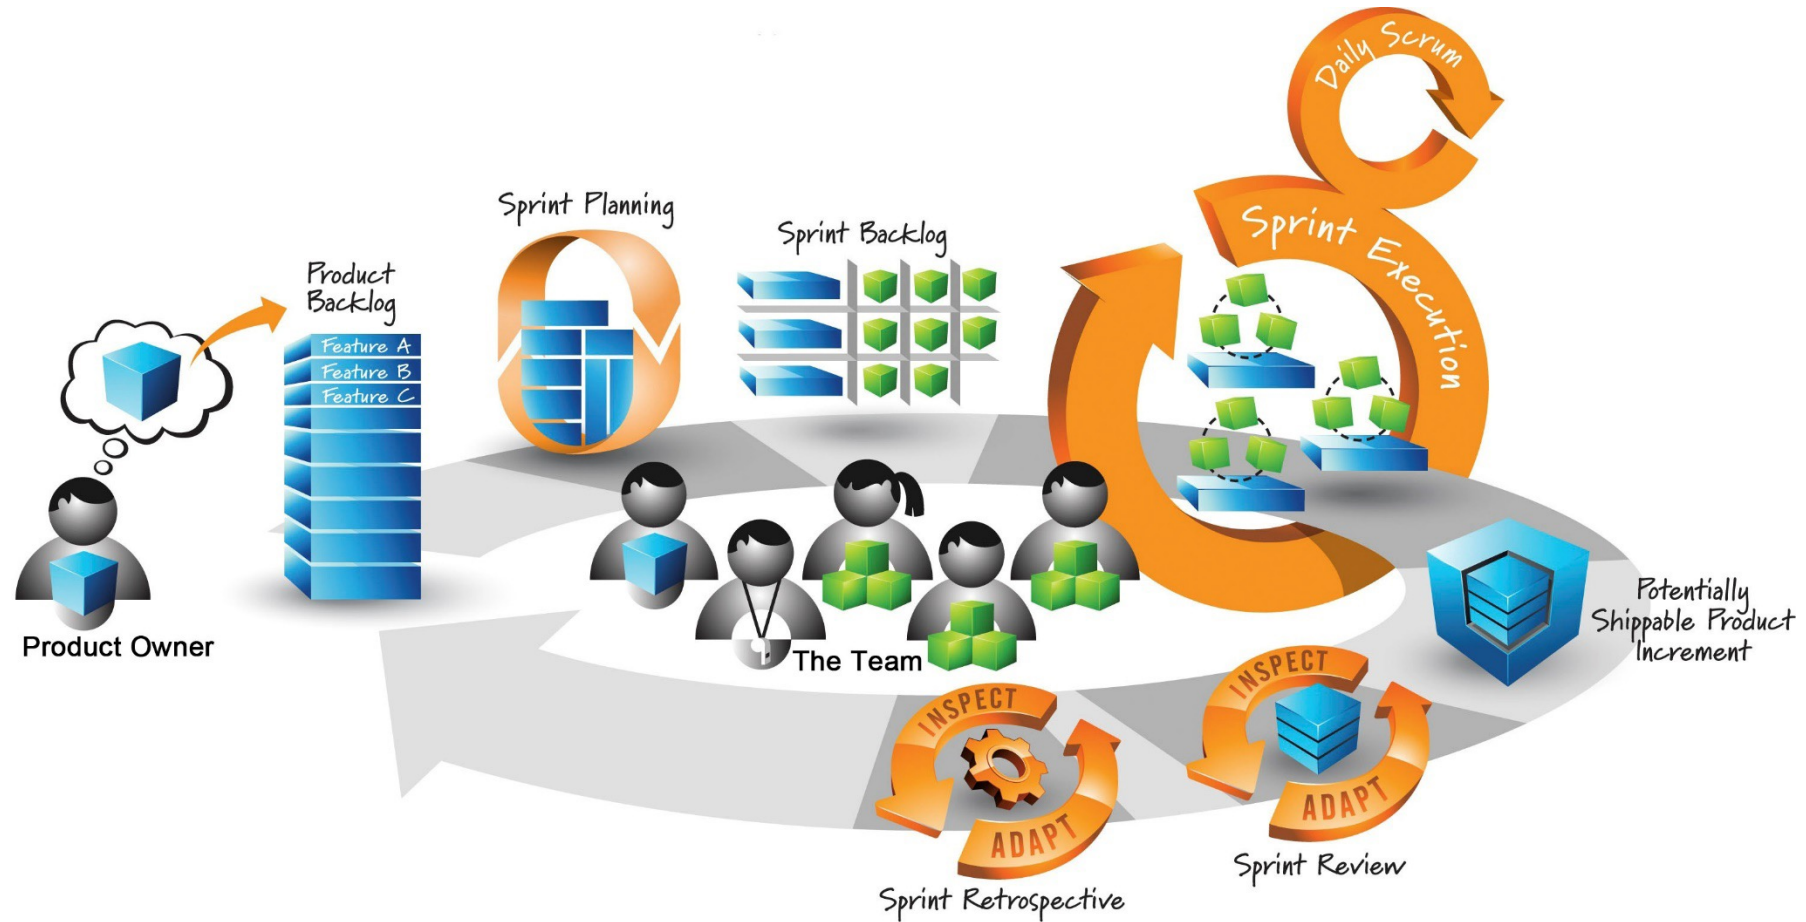 Daily Scrum
Sprint Execution
Sprint Planning
Sprint Backlog
Product
Backlog
Feature A
Feature B
Feature C
Product Owner
The Team
Potentially
Shippable Product
Increment
INSPECT
ADAPT
Sprint Review
INSPECT
ADAPT
Sprint Retrospective